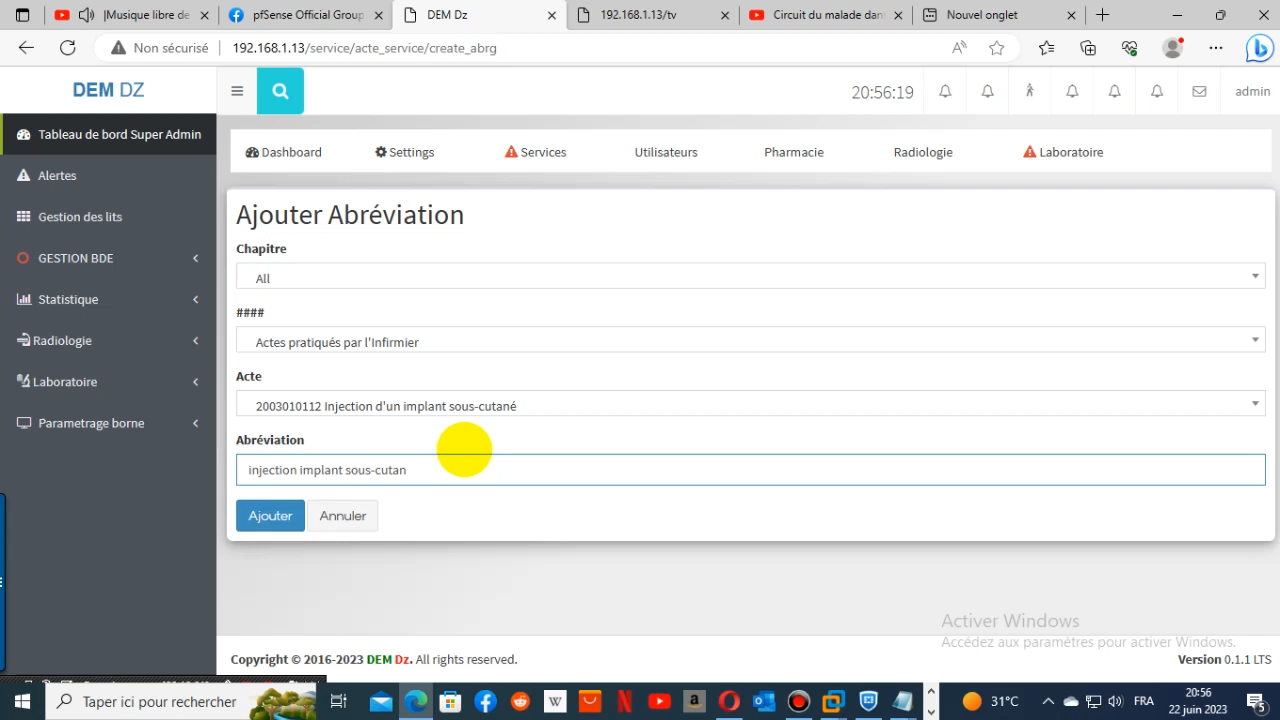 |Musique libre de
pfSense Official Group
DEM Dz
192.168.1.13/tv
Circuit du malade dan
Nouvel onglet
Non sécurisé
192.168.1.13/service/acte_service/create_abrg
DEM DZ
20:56:19
admin
Tableau de bord Super Admin
Alertes
Gestion des lits
GESTION BDE
Statistique
Radiologie
Laboratoire
Parametrage borne
Dashboard
Settings
Services
Utilisateurs
Pharmacie
Radiologie
Laboratoire
Ajouter Abréviation
Chapitre
All
####
Actes pratiqués par l'Infirmier
Acte
2003010112 Injection d'un implant sous-cutané
Abréviation
injection implant sous-cutan
Ajouter
Annuler
Activer Windows
Accédez aux paramètres pour activer Windows.
Copyright © 2016-2023 DEM Dz. All rights reserved.
Version 0.1.1 LTS
Taper ici pour rechercher
31°C
FRA
20:56
22 juin 2023
5